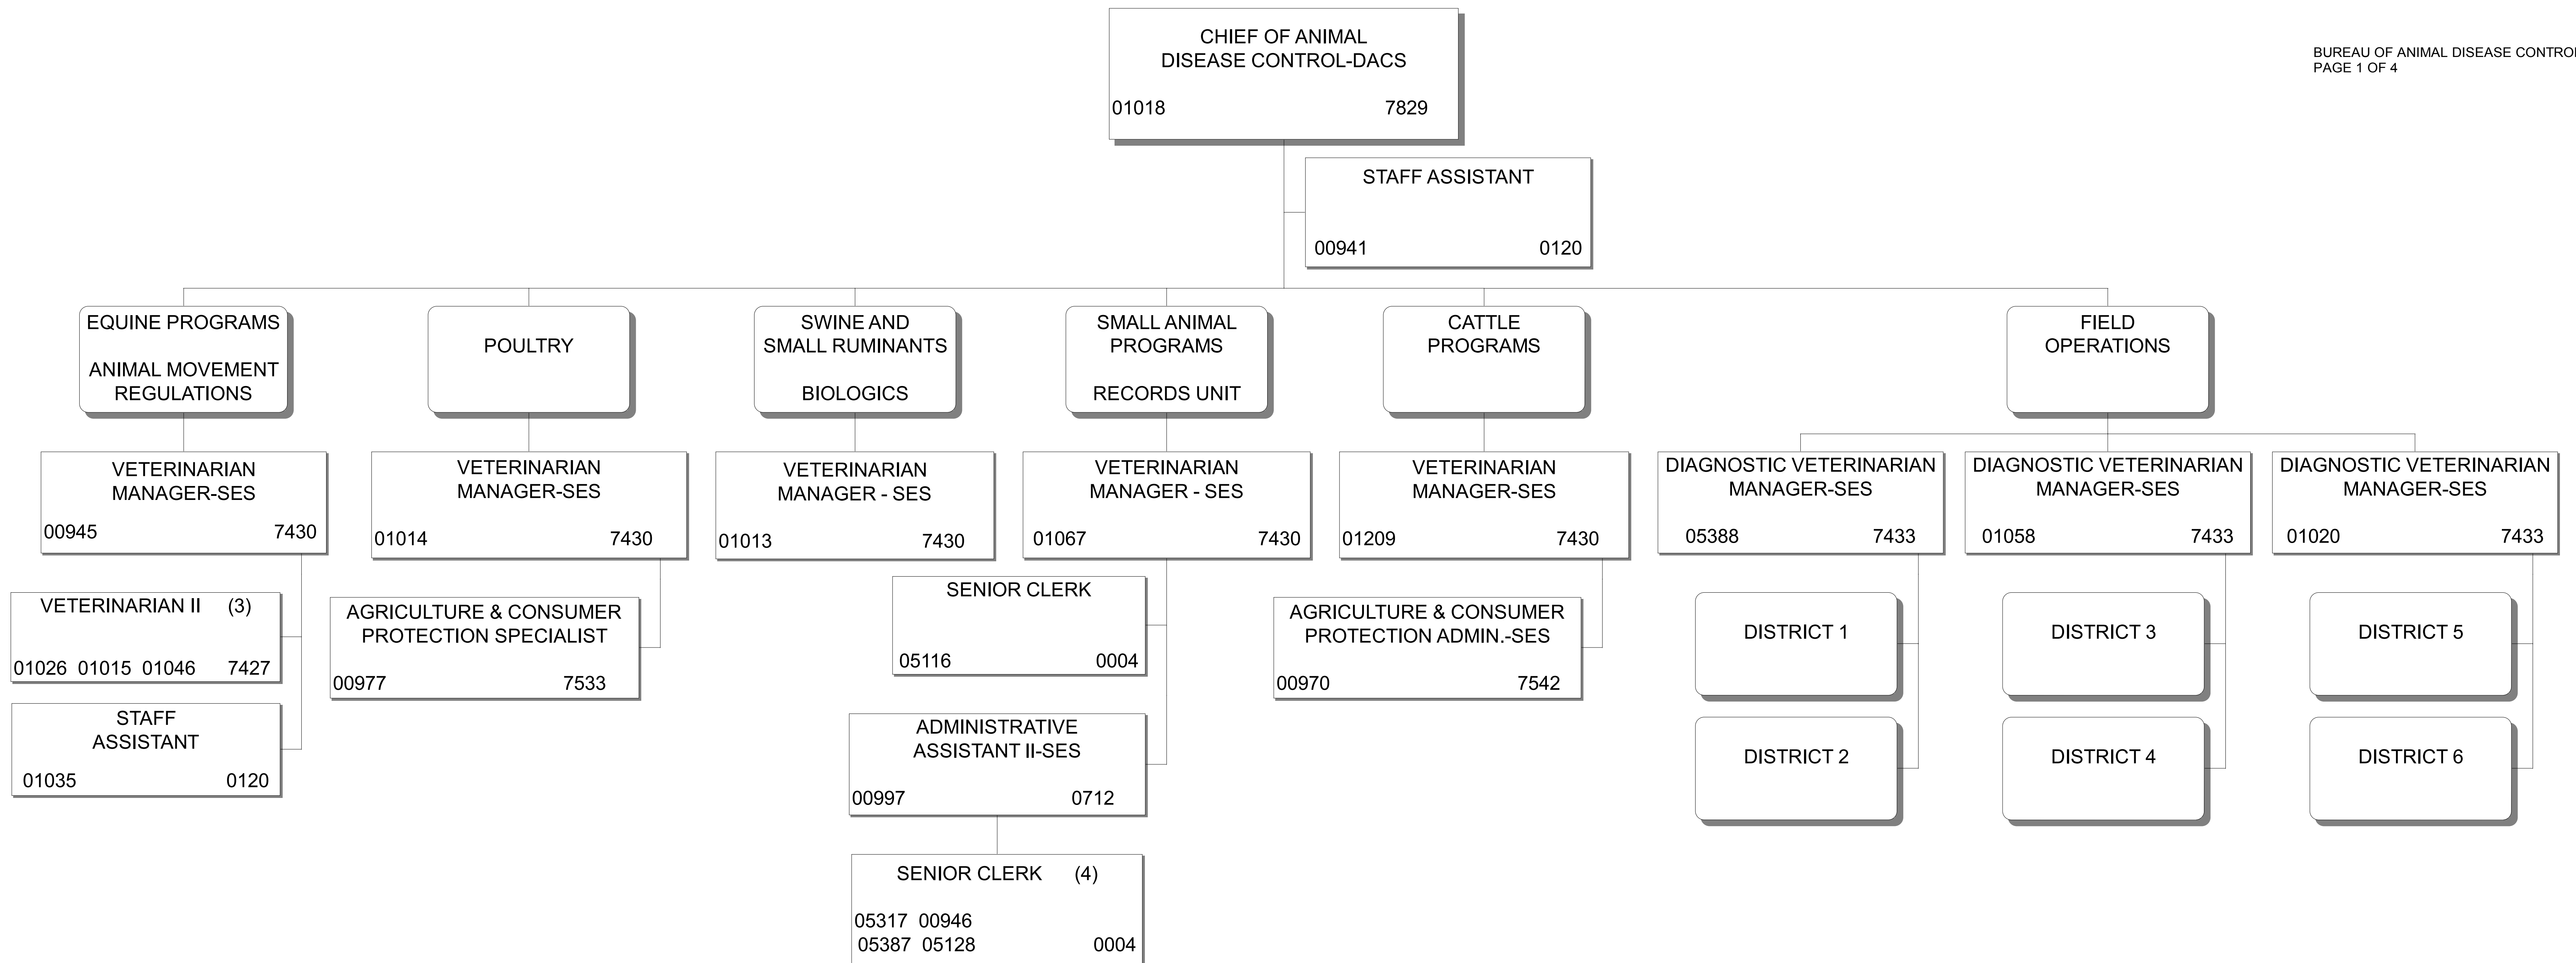 CHIEF OF ANIMAL
DISEASE CONTROL-DACS
01018 7829
BUREAU OF ANIMAL DISEASE CONTROL
PAGE 1 OF 4
STAFF ASSISTANT
00941 0120
EQUINE PROGRAMS
ANIMAL MOVEMENT
REGULATIONS
POULTRY
SWINE AND
SMALL RUMINANTS
BIOLOGICS
SMALL ANIMAL
PROGRAMS
RECORDS UNIT
CATTLE
PROGRAMS
FIELD
OPERATIONS
VETERINARIAN
MANAGER-SES
00945 7430
VETERINARIAN
MANAGER-SES
01014 7430
VETERINARIAN
MANAGER - SES
01013 7430
VETERINARIAN
MANAGER - SES
01067 7430
VETERINARIAN
MANAGER-SES
01209 7430
DIAGNOSTIC VETERINARIAN
MANAGER-SES
05388 7433
DIAGNOSTIC VETERINARIAN
MANAGER-SES
01058 7433
DIAGNOSTIC VETERINARIAN
MANAGER-SES
01020 7433
VETERINARIAN II (3)
01026 01015 01046 7427
STAFF
ASSISTANT
01035 0120
AGRICULTURE & CONSUMER
PROTECTION SPECIALIST
00977 7533
SENIOR CLERK
05116 0004
ADMINISTRATIVE
ASSISTANT II-SES
00997 0712
SENIOR CLERK (4)
05317 00946
05387 05128 0004
AGRICULTURE & CONSUMER
PROTECTION ADMIN.-SES
00970 7542
DISTRICT 1
DISTRICT 2
DISTRICT 3
DISTRICT 4
DISTRICT 5
DISTRICT 6